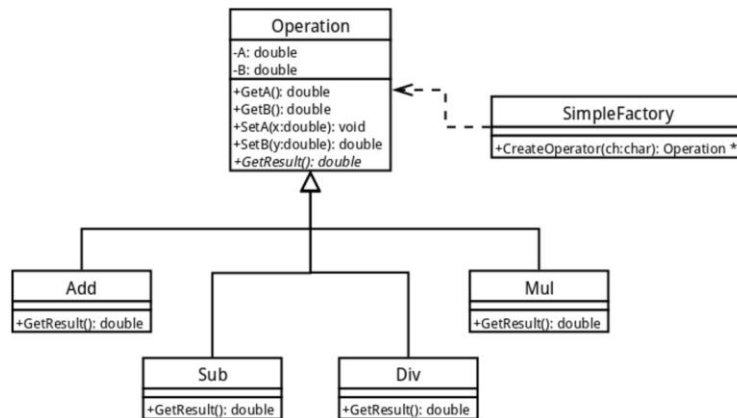 Operation
-A: double
-B: double
+GetA(): double
+GetB(): double
+SetA(x:double): void
+SetB(y:double): double
+GetResult(): double
SimpleFactory
+CreateOperator(ch:char): Operation *
Add
+GetResult(): double
Mul
+GetResult(): double
Sub
+GetResult(): double
Div
+GetResult(): double